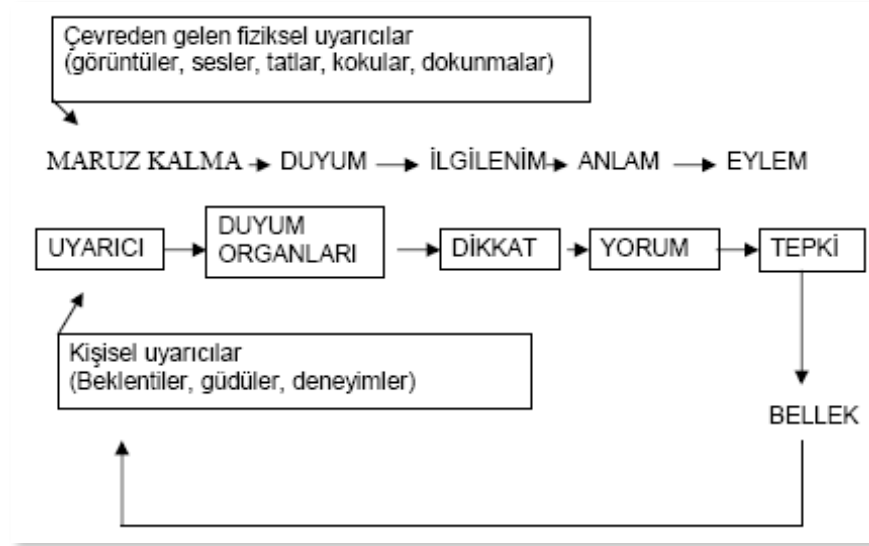 Çevreden gelen fiziksel uyarıcılar
(görüntüler, sesler, tatlar, kokular, dokunmalar)
MARUZ KALMA DUYUM İLGİLENİM ANLAM EYLEM
UYARICI DUYUM ORGANLARI DİKKAT YORUM TEPKİ
Kişisel uyarıcılar
(Beklentiler, güdüler, deneyimler)
BELLEK